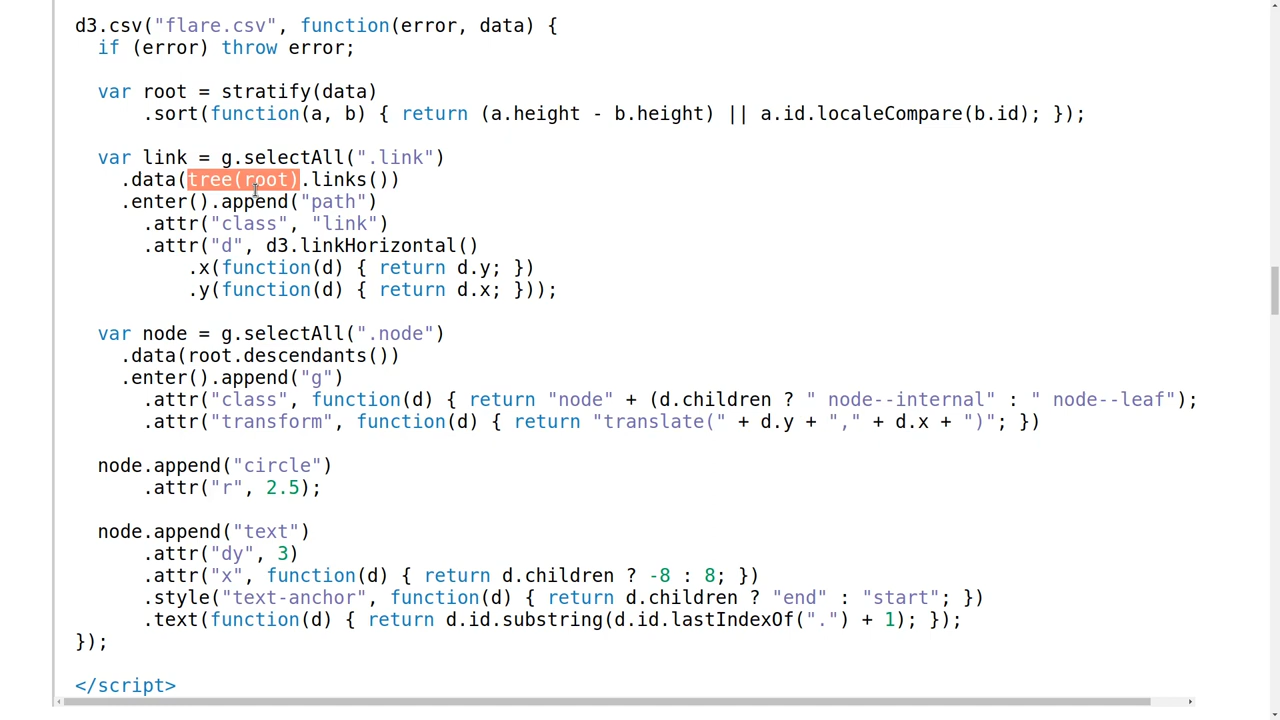 d3.csv("flare.csv", function(error, data) {
  if (error) throw error;

  var root = stratify(data)
      .sort(function(a, b) { return (a.height - b.height) || a.id.localeCompare(b.id); });

  var link = g.selectAll(".link")
    .data(tree(root).links())
    .enter().append("path")
      .attr("class", "link")
      .attr("d", d3.linkHorizontal()
          .x(function(d) { return d.y; })
          .y(function(d) { return d.x; }));

  var node = g.selectAll(".node")
    .data(root.descendants())
    .enter().append("g")
      .attr("class", function(d) { return "node" + (d.children ? " node--internal" : " node--leaf");
      .attr("transform", function(d) { return "translate(" + d.y + "," + d.x + ")"; })

  node.append("circle")
      .attr("r", 2.5);

  node.append("text")
      .attr("dy", 3)
      .attr("x", function(d) { return d.children ? -8 : 8; })
      .style("text-anchor", function(d) { return d.children ? "end" : "start"; })
      .text(function(d) { return d.id.substring(d.id.lastIndexOf(".") + 1); });
});

</script>